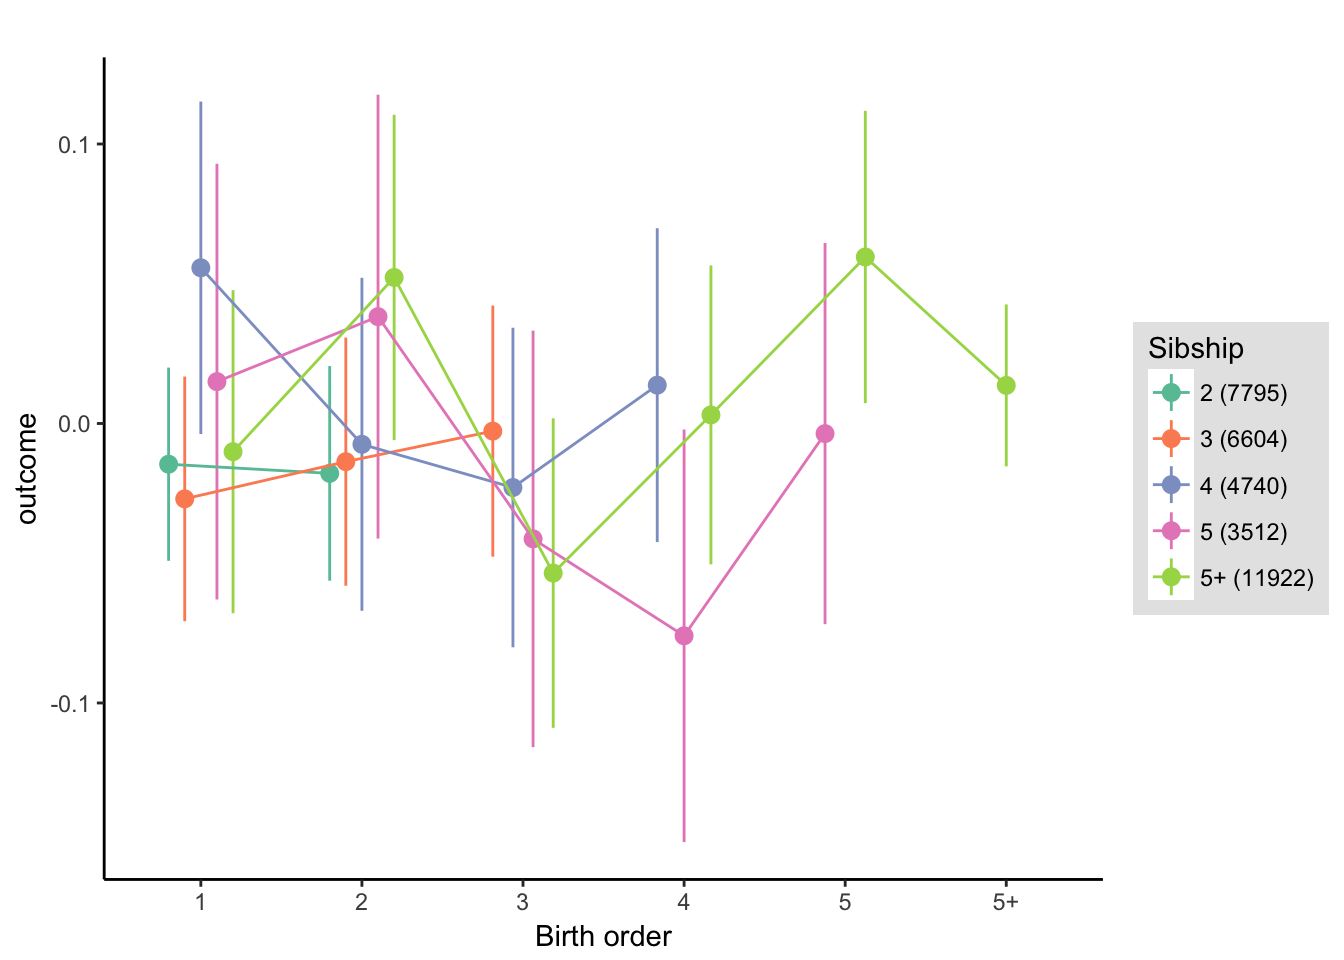 outcome
0.1
0.0
-0.1
1 2 3 4 5 5+
Birth order
Sibship
2 (7795)
3 (6604)
4 (4740)
5 (3512)
5+ (11922)